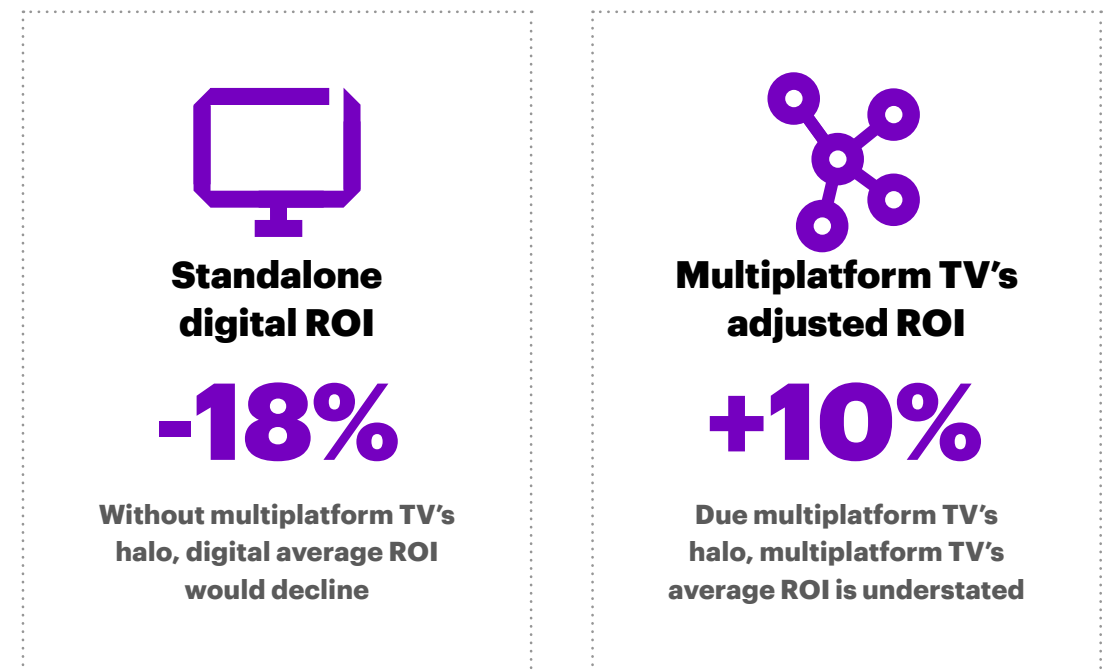 Standalone
digital ROI
-18%
Without multiplatform TV’s
halo, digital average ROI
would decline
Multiplatform TV’s
adjusted ROI
+10%
Due multiplatform TV’s
halo, multiplatform TV’s
average ROI is understated